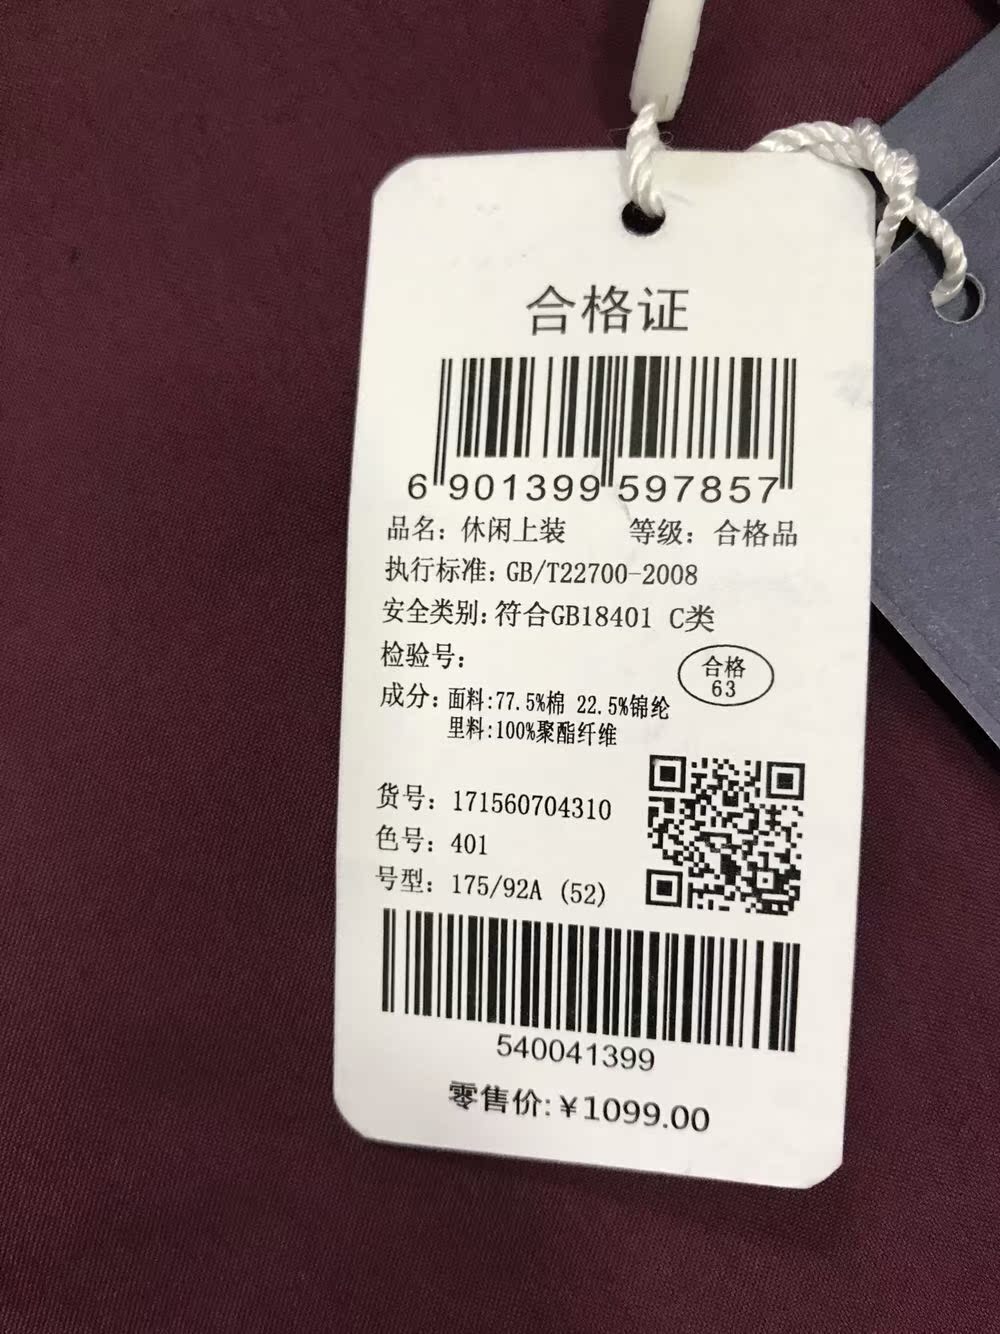 合格证
6 901399 597857
品名：休闲上装 等级：合格品
执行标准：GB/T22700-2008
安全类别：符合GB18401 C类
检验号：
合格
63
成分：面料:77.5%棉 22.5%锦纶
里料:100%聚酯纤维
货号：171560704310
色号：401
号型：175/92A (52)
540041399
零售价:¥1099.00